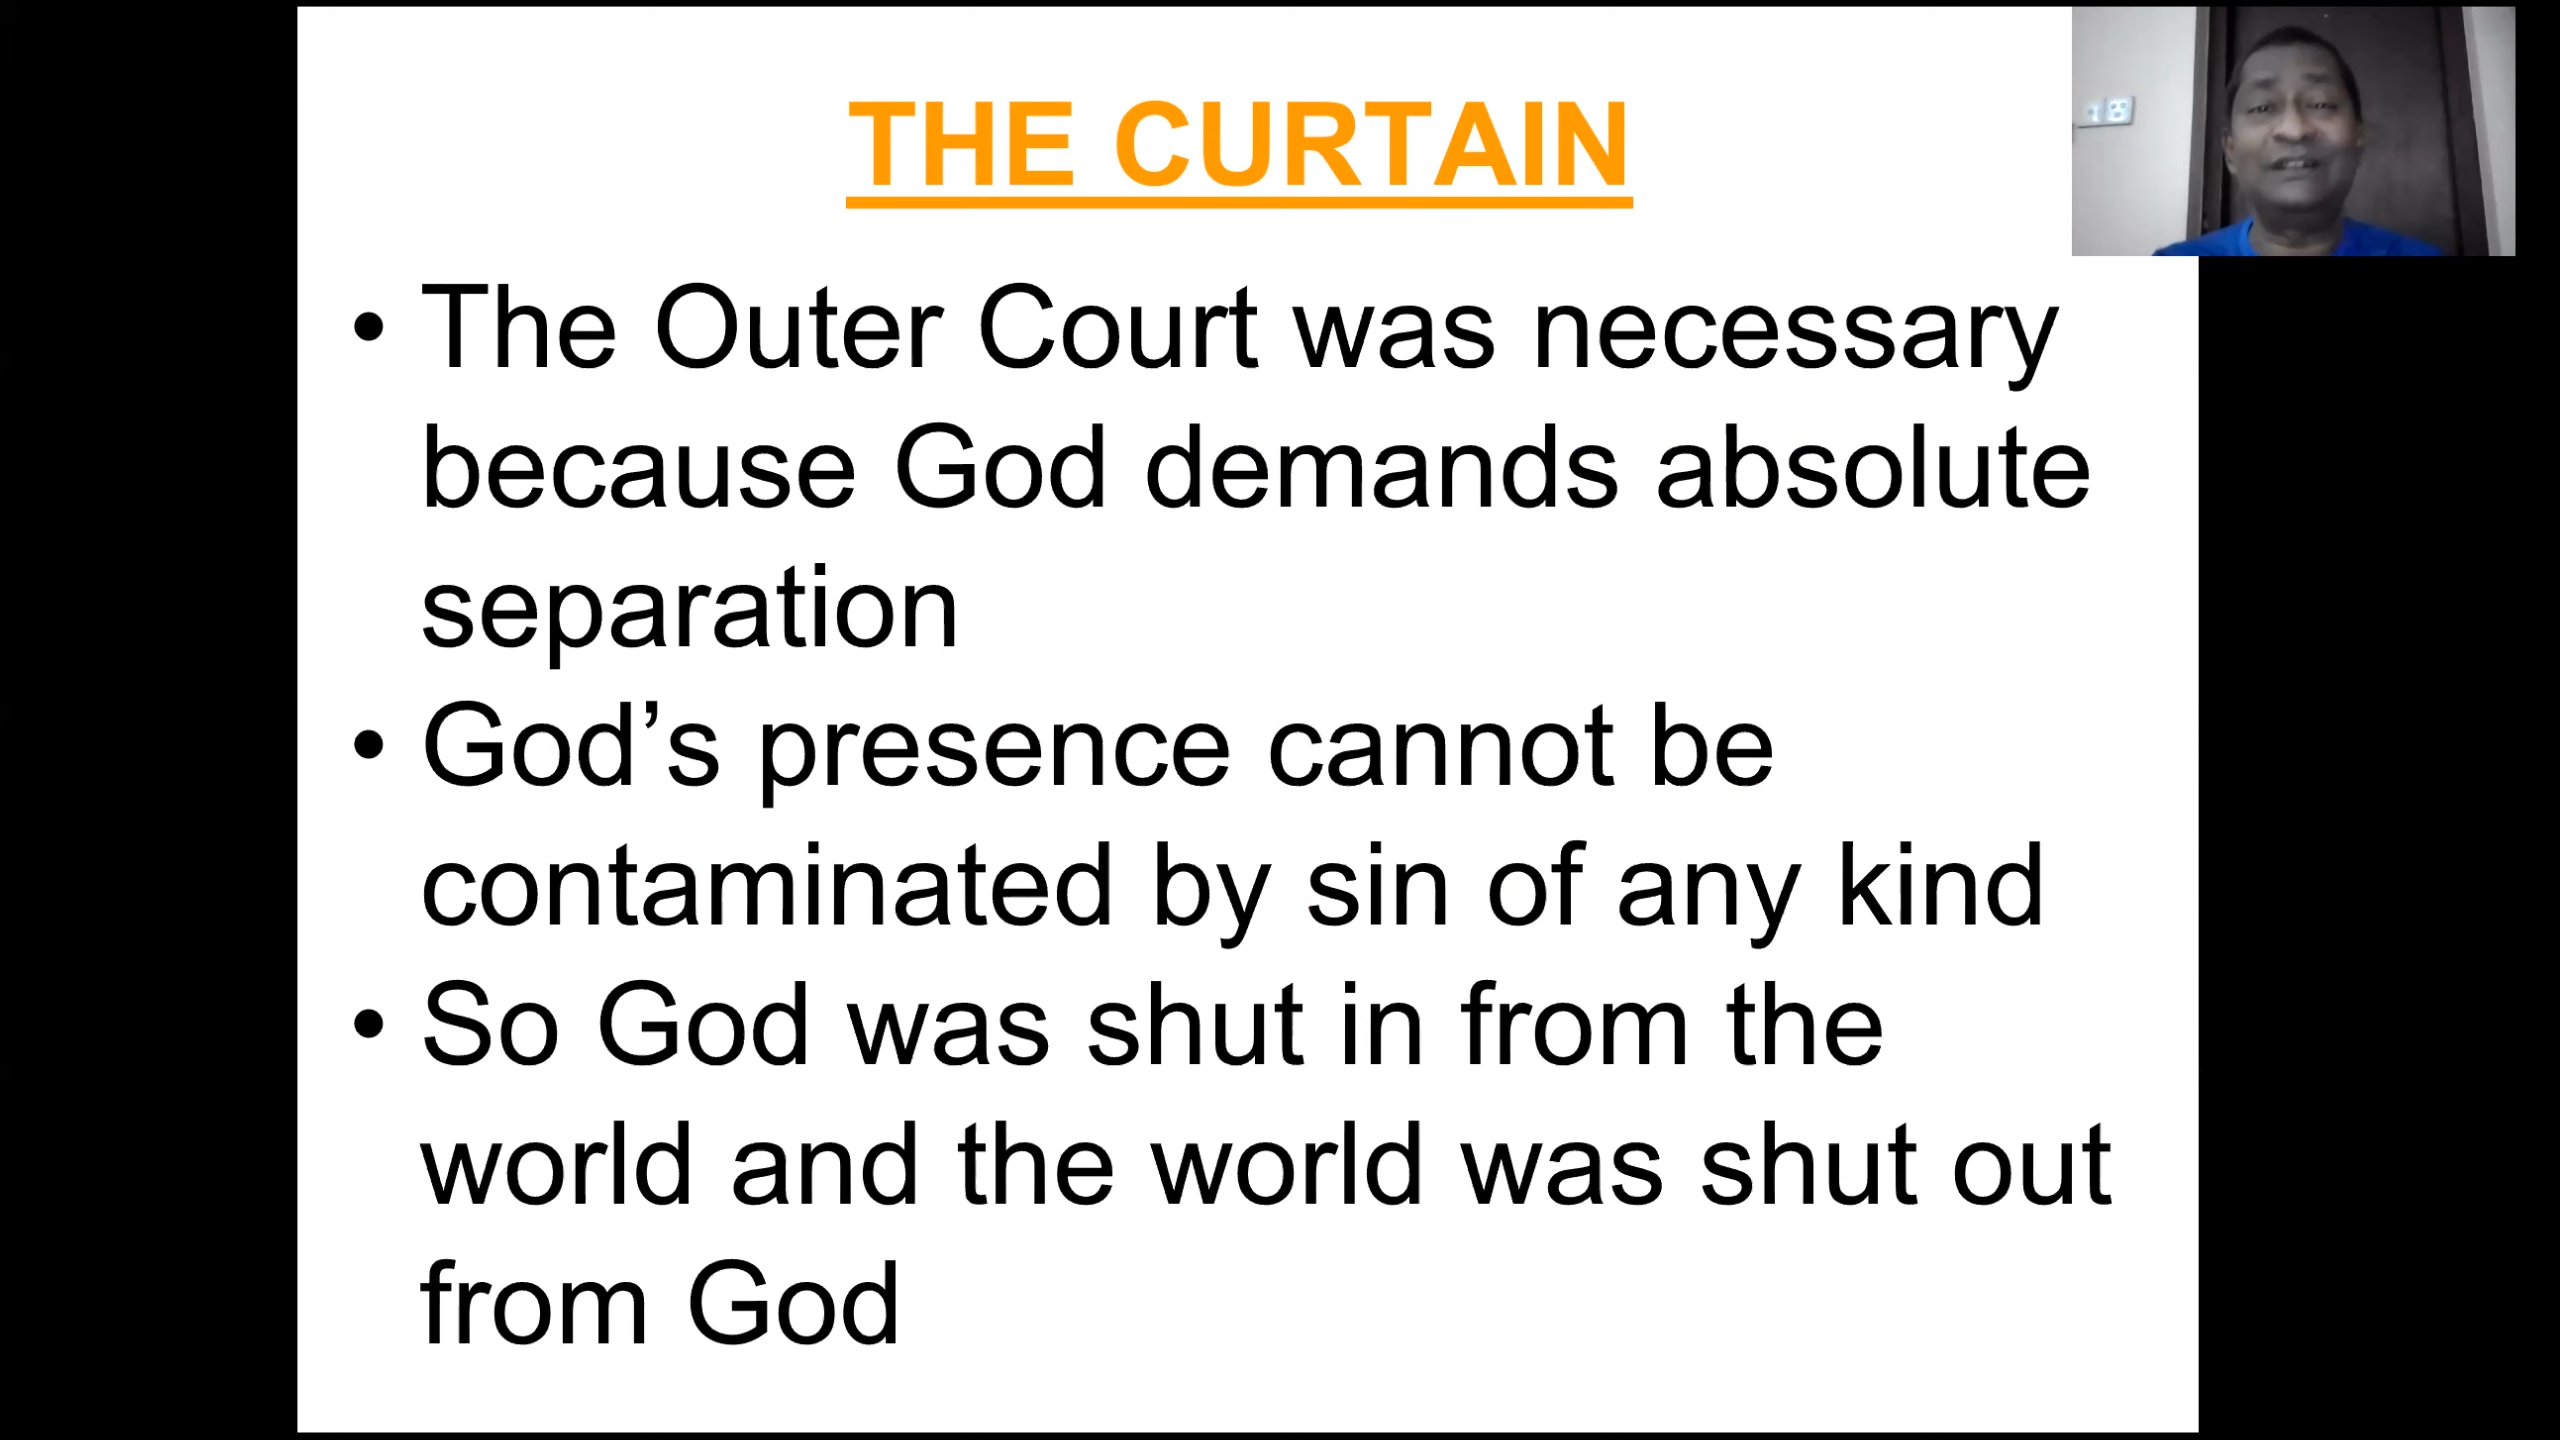 THE CURTAIN
• The Outer Court was necessary
because God demands absolute
separation
• God’s presence cannot be
contaminated by sin of any kind
• So God was shut in from the
world and the world was shut out
from God